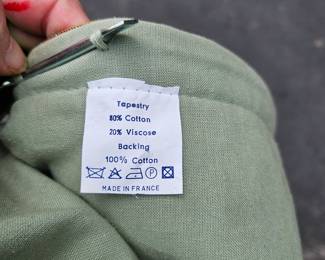 Tapestry
80% Cotton
20% Viscose
Backing
100% Cotton
P
MADE IN FRANCE